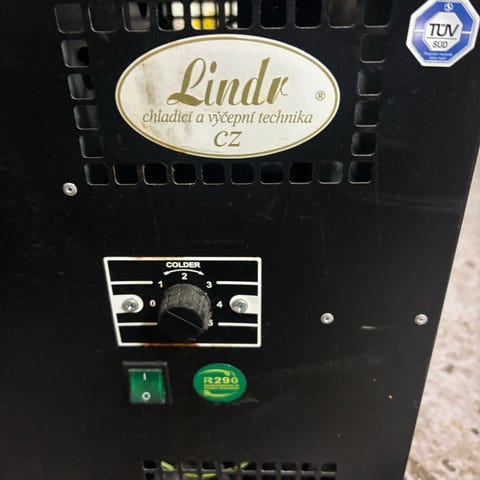 Lindr ®
chladicí a výčepní technika
CZ
TÜV
SÜD
COLDER
0 1 2 3 4 5
I
O
R290